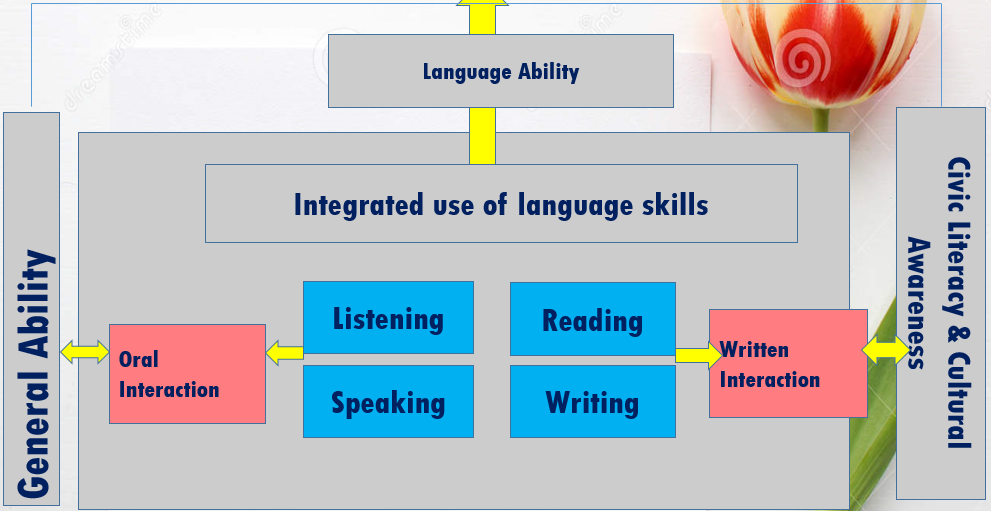 Language Ability
Integrated use of language skills
General Ability
Civic Literacy & Cultural
Awareness
Listening
Reading
Oral
Interaction
Written
Interaction
Speaking
Writing